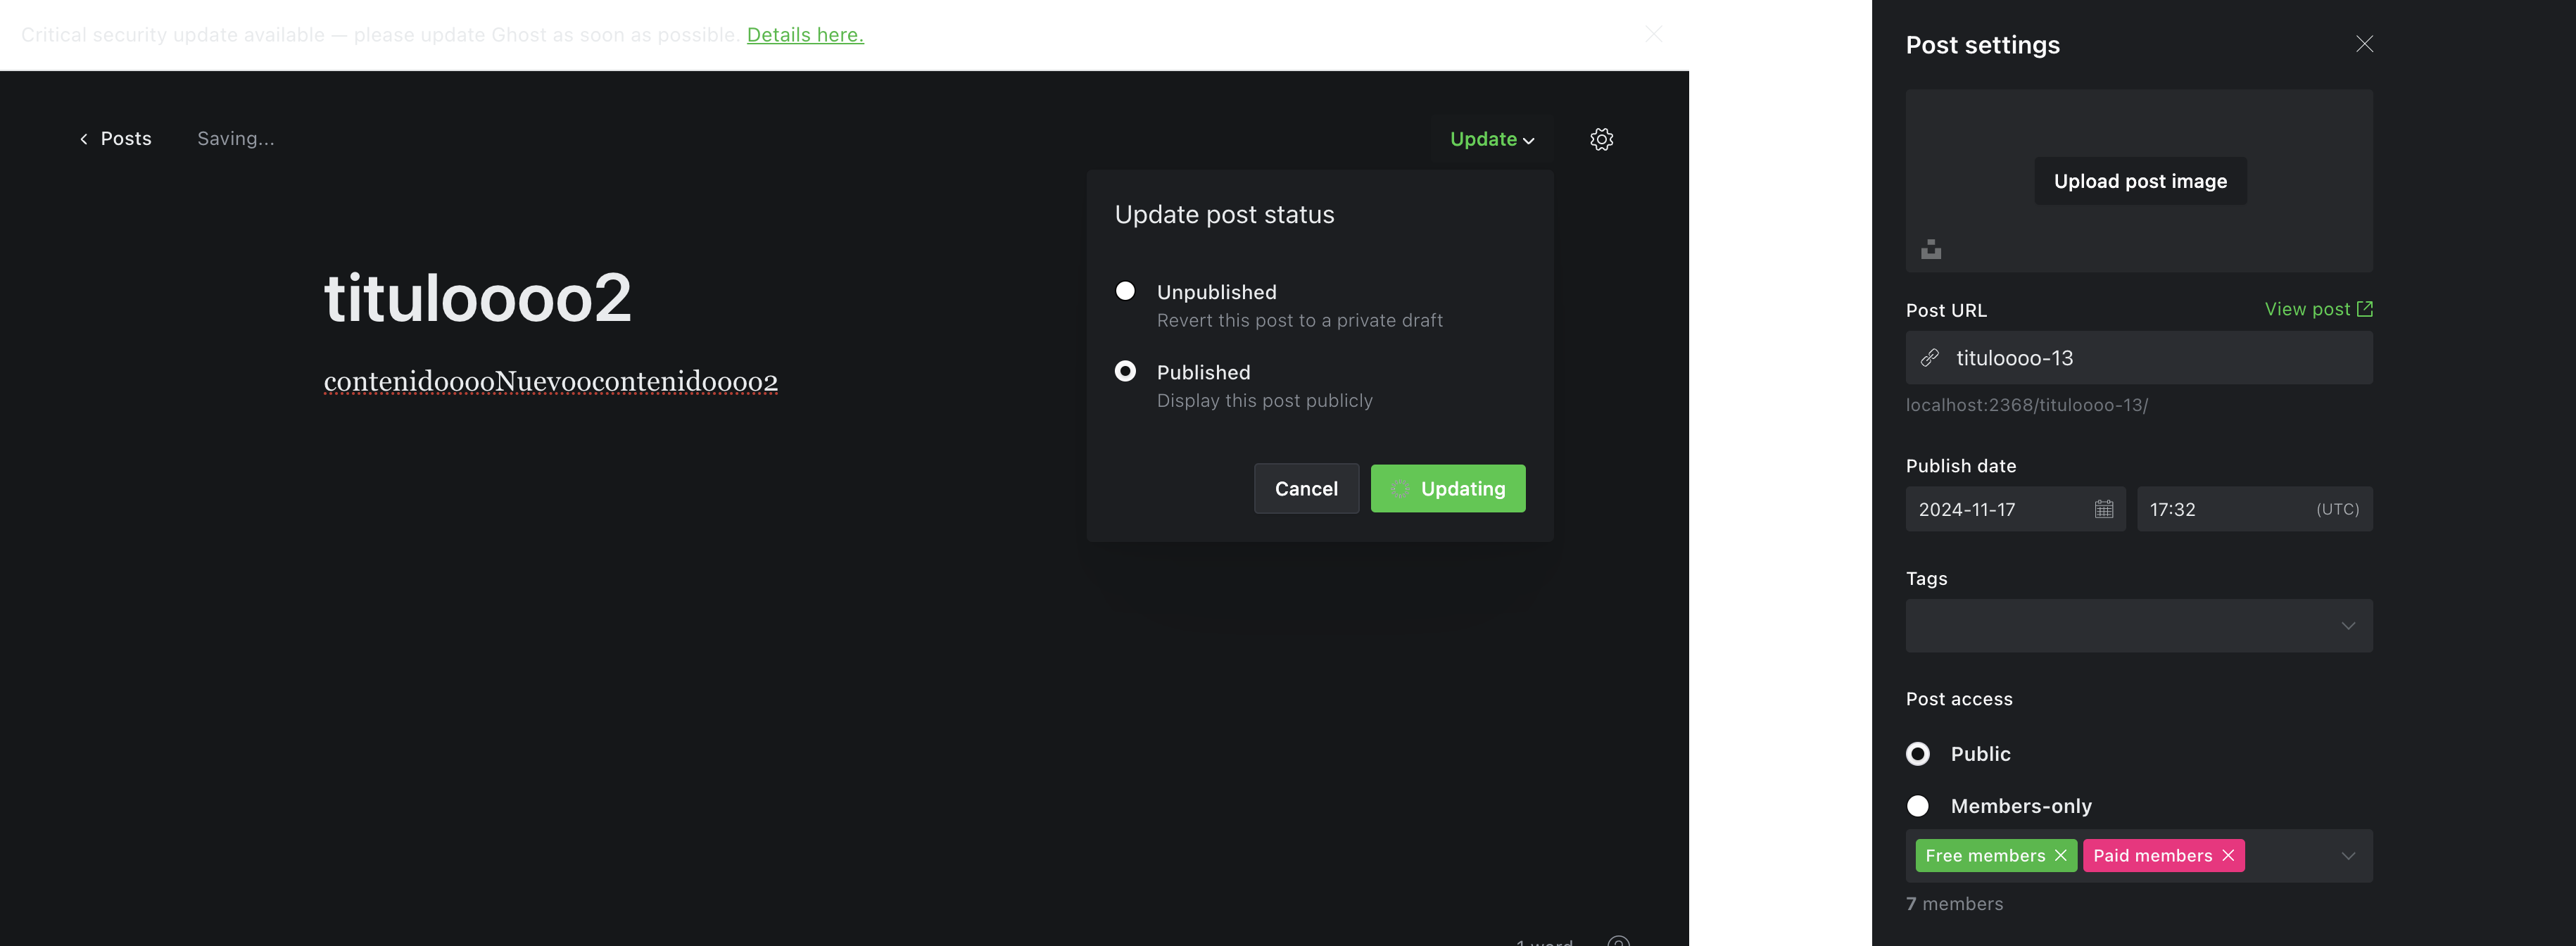 Critical security update available — please update Ghost as soon as possible. Details here.
Posts
Saving...
Update
Update post status
Unpublished
Revert this post to a private draft
Published
Display this post publicly
Cancel
Updating
tituloooo2
contenidooooNuevoocontenidoooo2
1 word
Post settings
Upload post image
Post URL
View post
tituloooo-13
localhost:2368/tituloooo-13/
Publish date
2024-11-17
17:32
(UTC)
Tags
Post access
Public
Members-only
Free members
Paid members
7 members